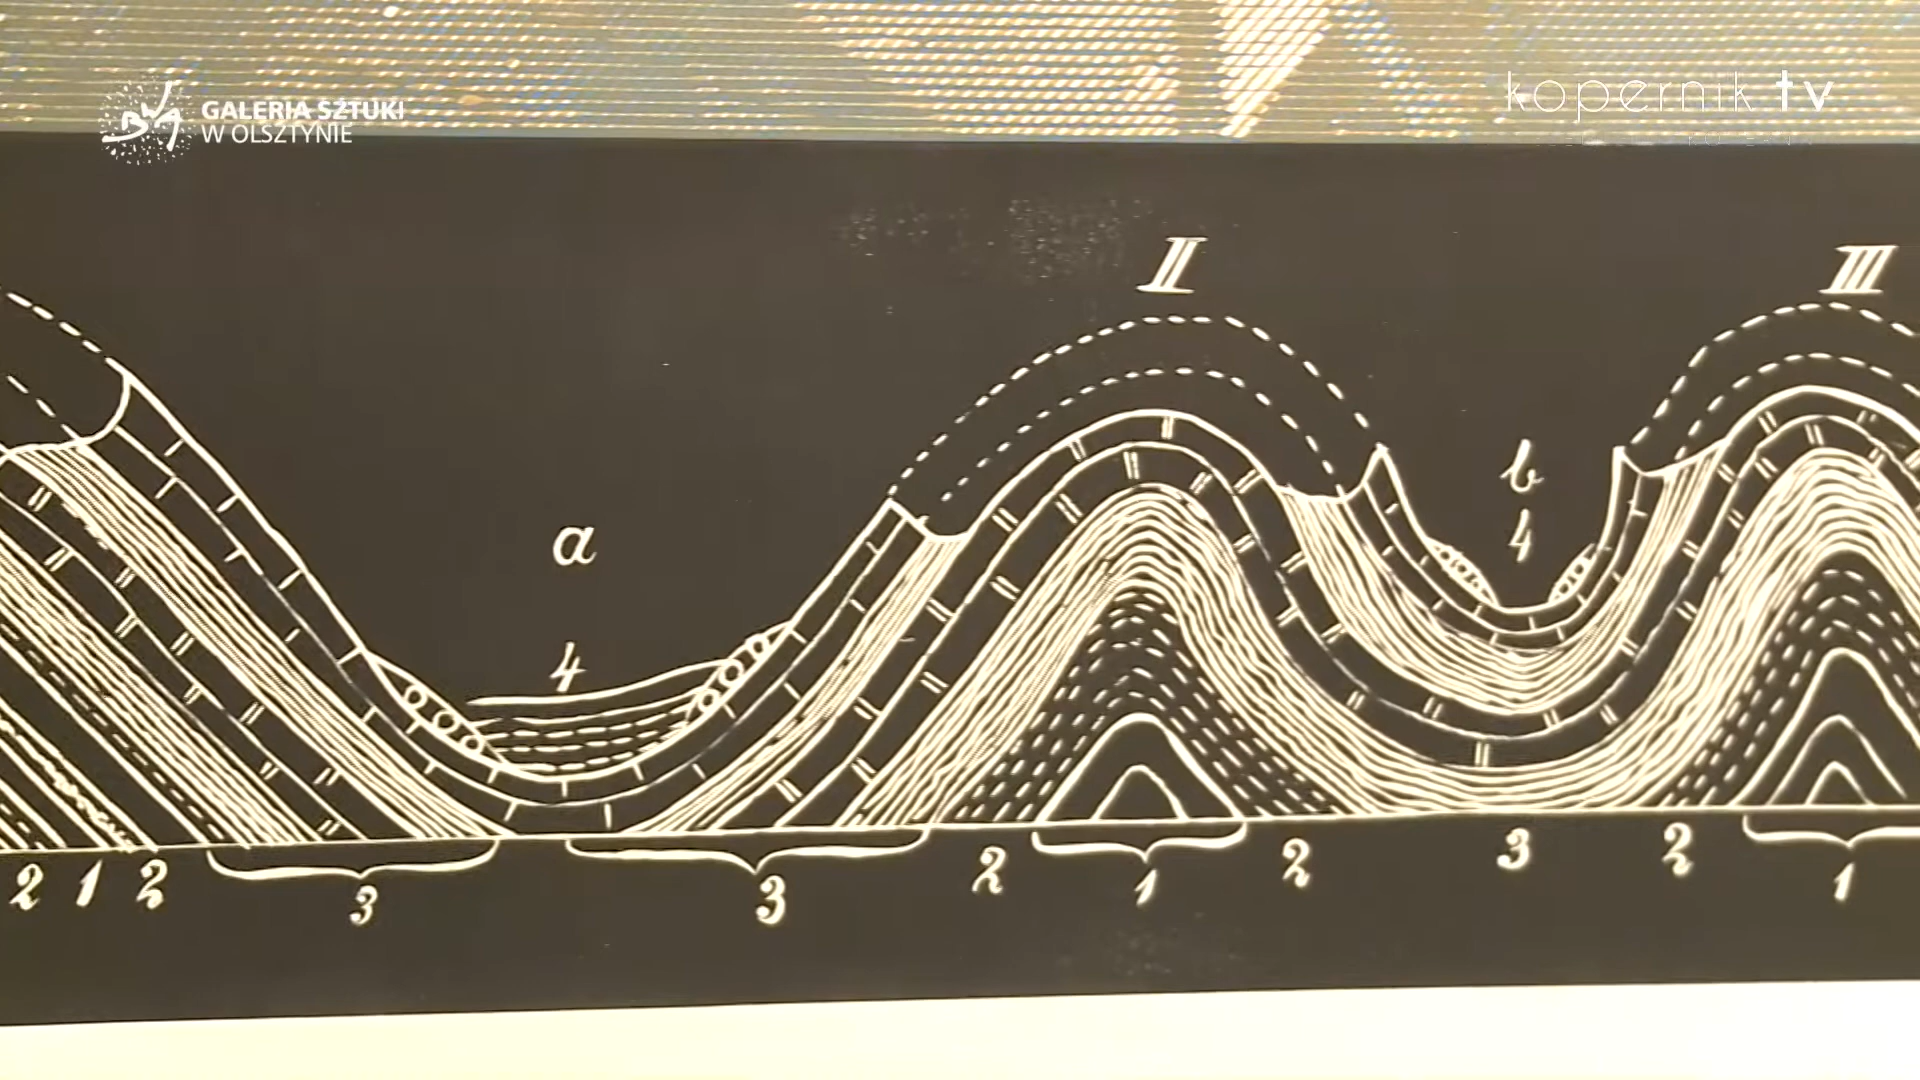 GALERIA SZTUKI
W OLSZTYNIE
BWA
kopernik tv
II
III
a
b
4
4
2 1 2
3
3
2
1
2
3
2
1